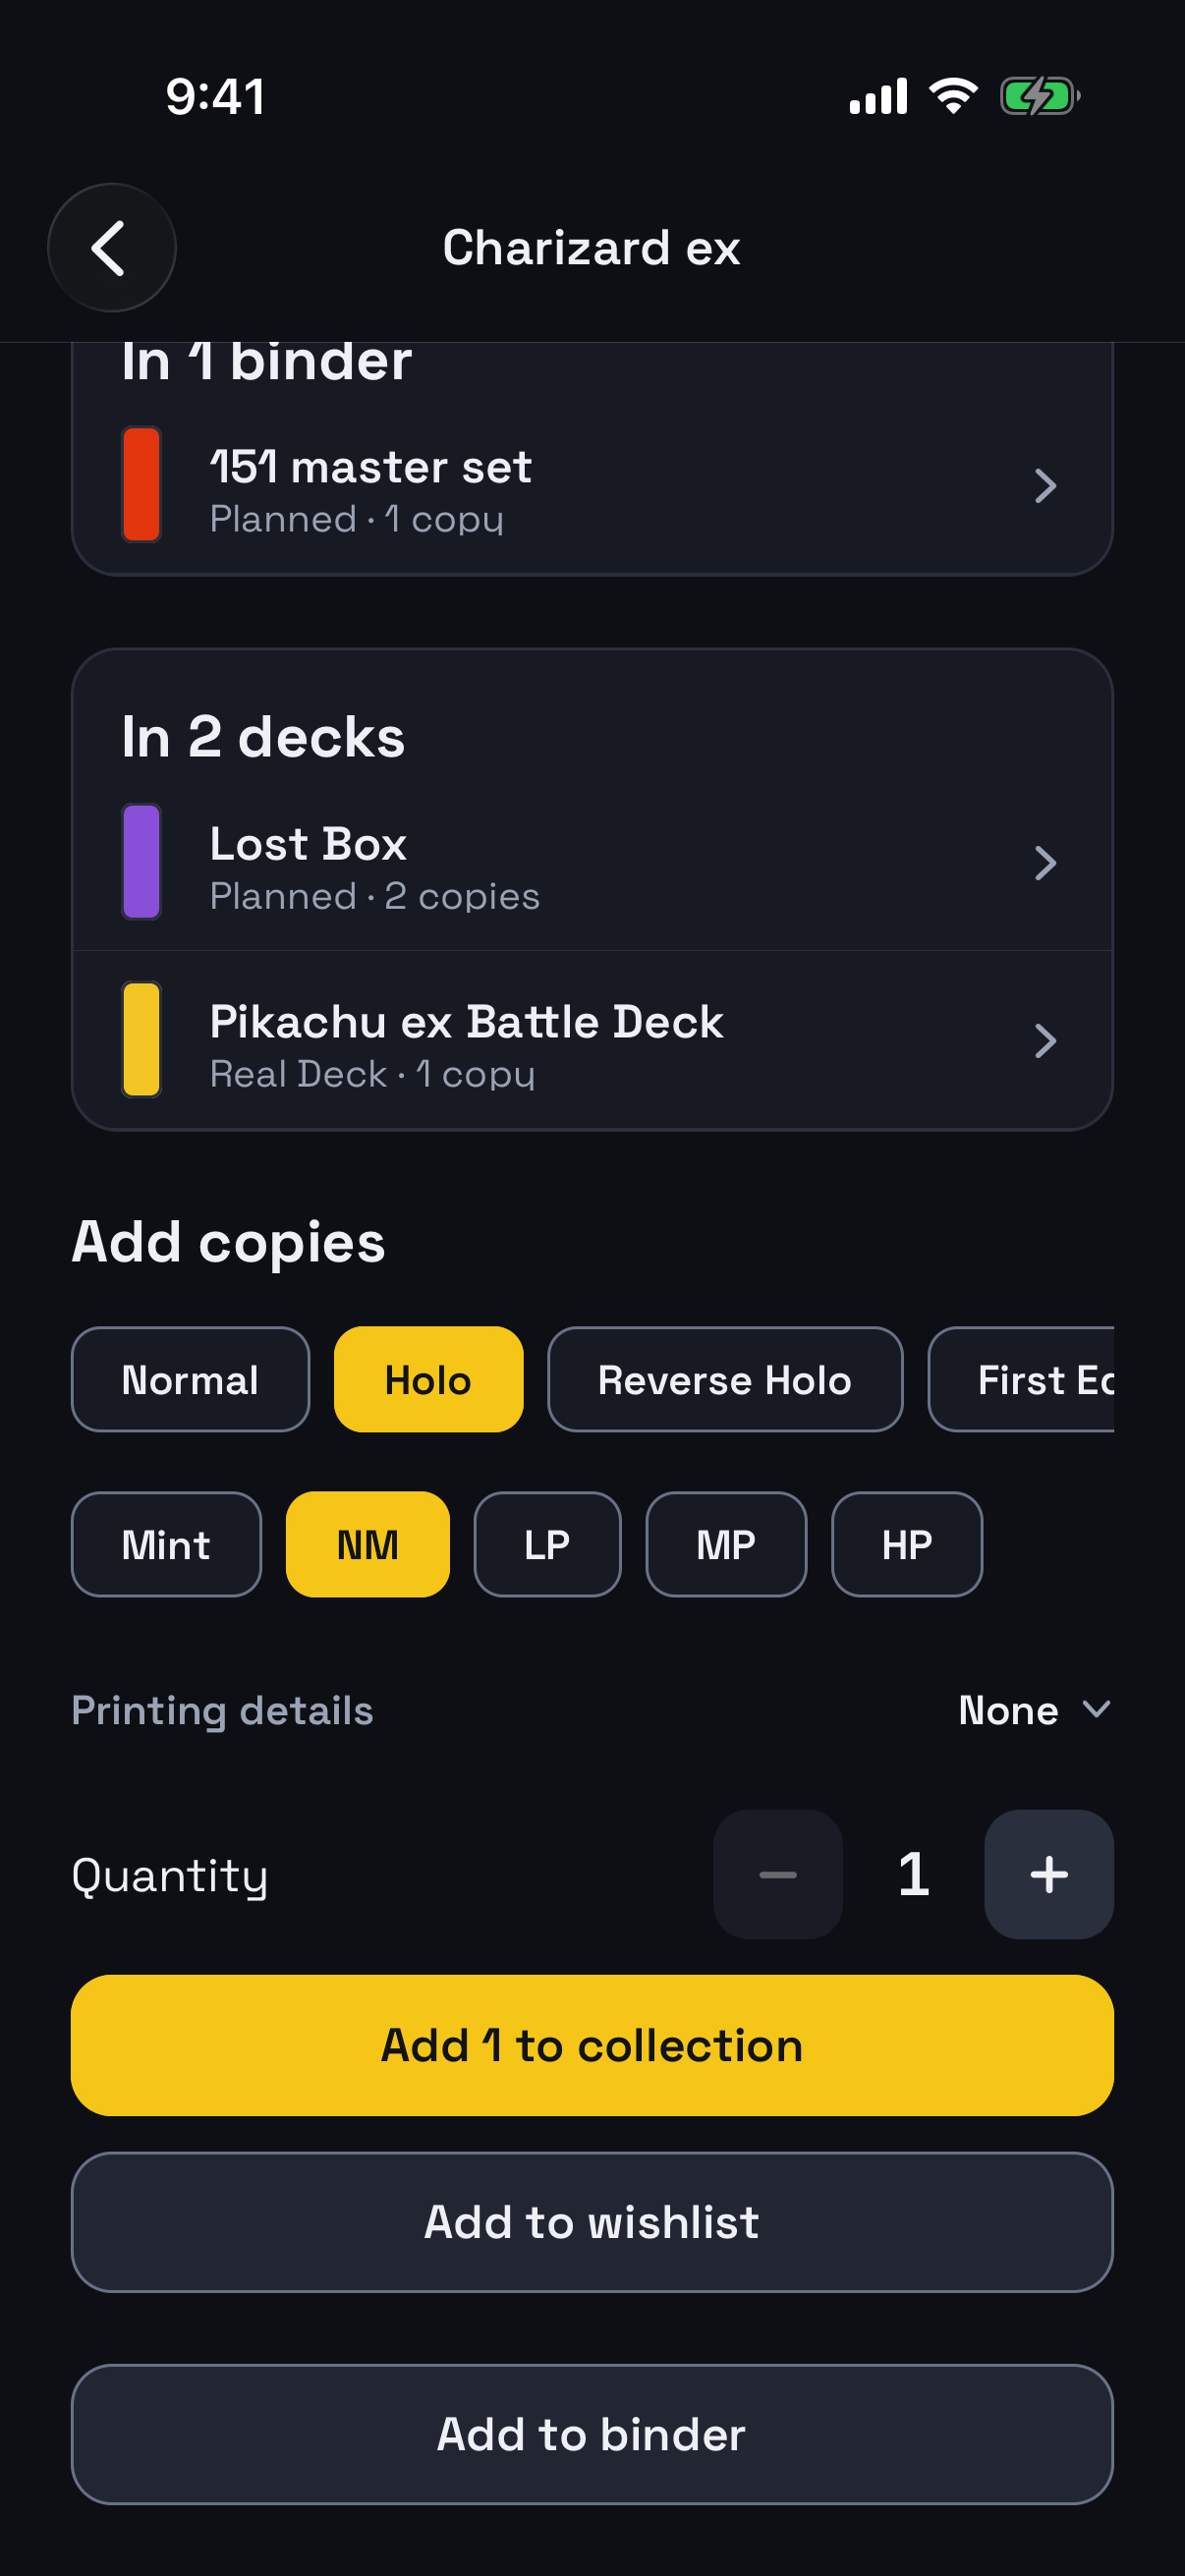 9:41
Charizard ex
In 1 binder
151 master set
Planned · 1 copy
In 2 decks
Lost Box
Planned · 2 copies
Pikachu ex Battle Deck
Real Deck · 1 copy
Add copies
Normal Holo Reverse Holo First
Mint NM LP MP HP
Printing details None
Quantity 1
Add 1 to collection
Add to wishlist
Add to binder